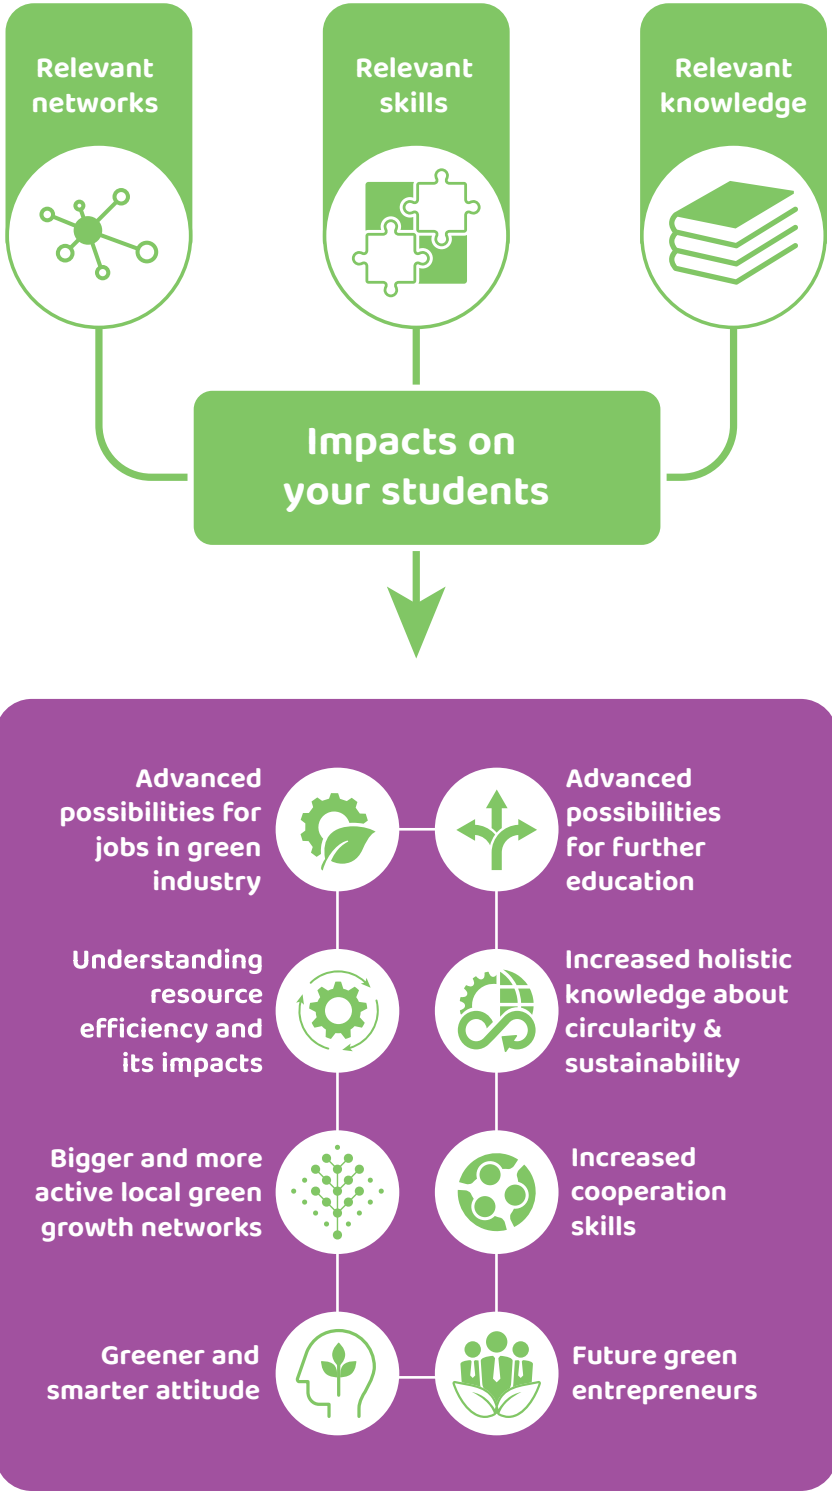 Relevant
networks
Relevant
skills
Relevant
knowledge
Impacts on
your students
Advanced
possibilities for
jobs in green
industry
Advanced
possibilities
for further
education
Understanding
resource
efficiency and
its impacts
Increased holistic
knowledge about
circularity &
sustainability
Bigger and more
active local green
growth networks
Increased
cooperation
skills
Greener and
smarter attitude
Future green
entrepreneurs